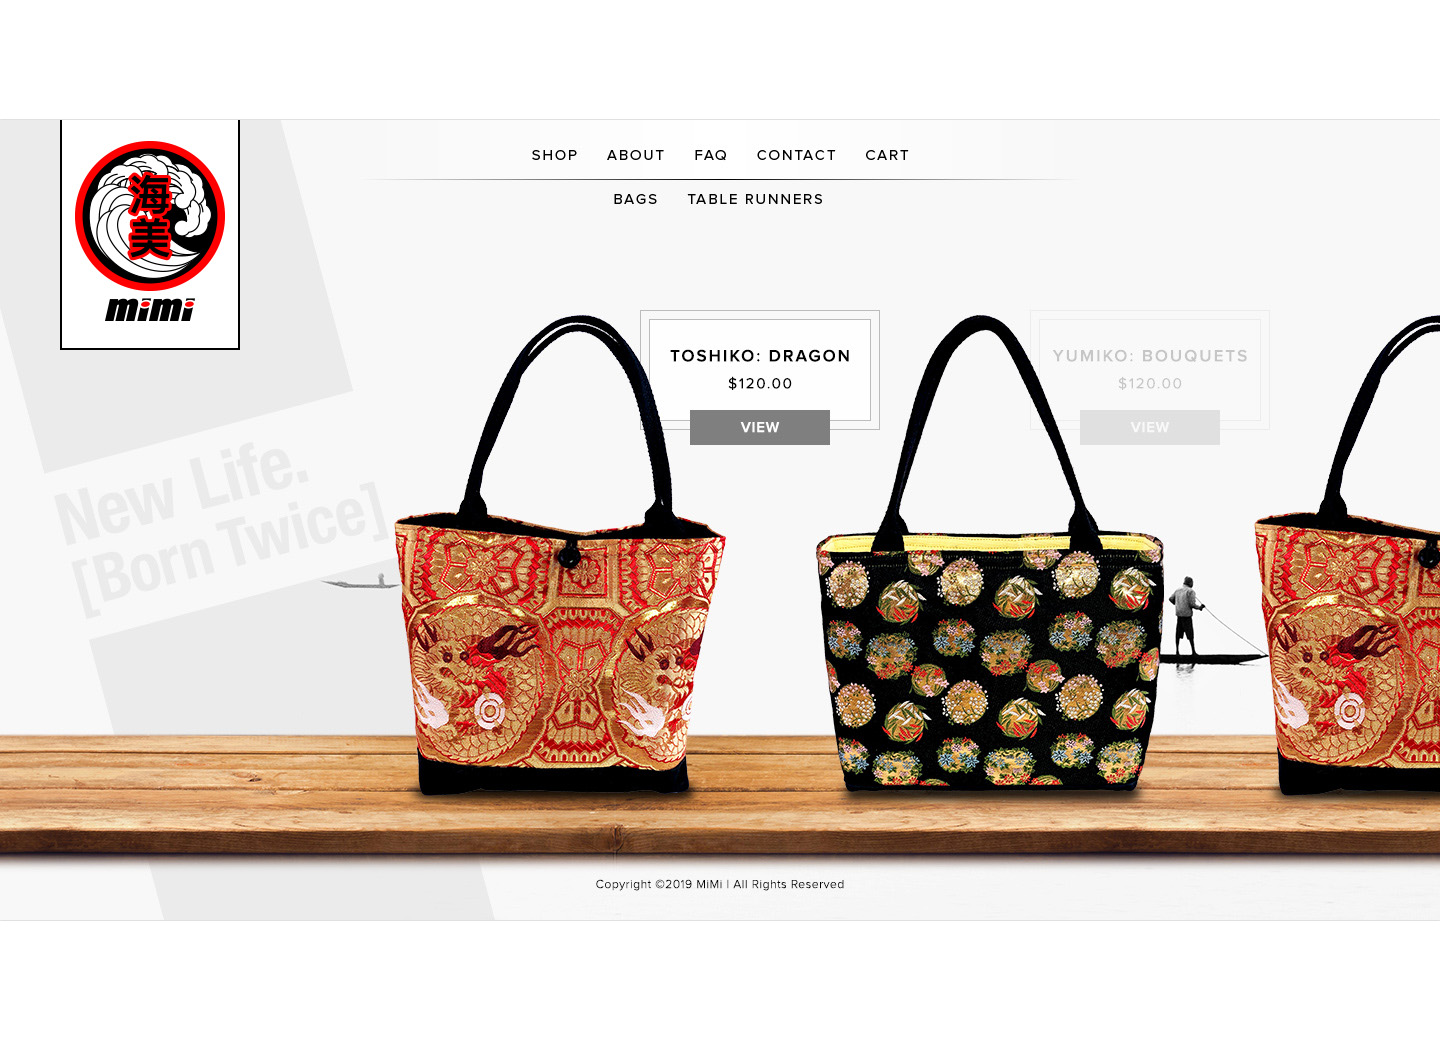 海
美
mimi
SHOP ABOUT FAQ CONTACT CART
BAGS TABLE RUNNERS
TOSHIKO: DRAGON
$120.00
VIEW
YUMIKO: BOUQUETS
$120.00
VIEW
New Life.
[Born Twice]
Copyright ©2019 MiMi | All Rights Reserved